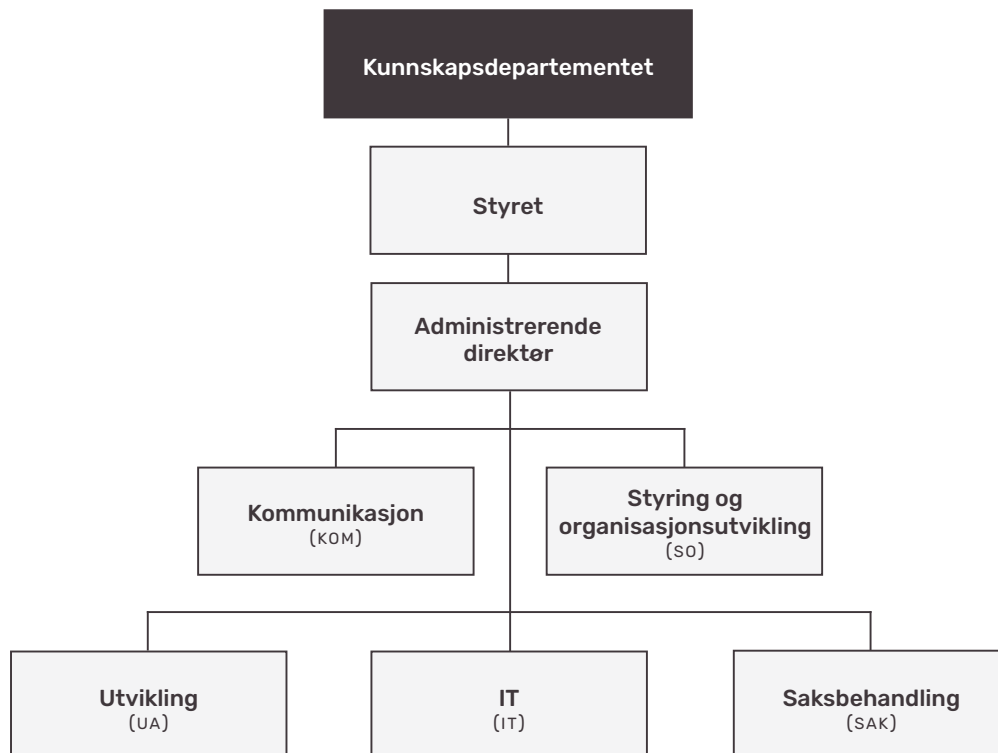 Kunnskapsdepartementet
Styret
Administrerende
direktør
Kommunikasjon
(KOM)
Styring og
organisasjonsutvikling
(SO)
Utvikling
(UA)
IT
(IT)
Saksbehandling
(SAK)